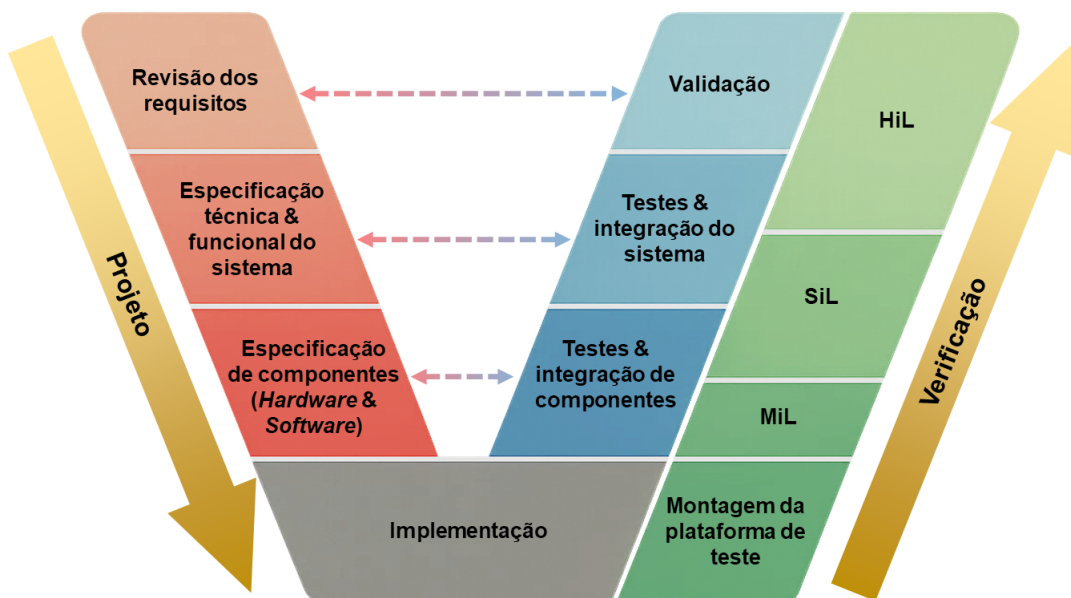 Revisão dos
requisitos
Validação
HiL
Especificação
técnica &
funcional do
sistema
Testes &
integração do
sistema
SiL
Projeto
Verificação
Especificação
de componentes
(Hardware &
Software)
Testes &
integração de
componentes
MiL
Implementação
Montagem da
plataforma de
teste